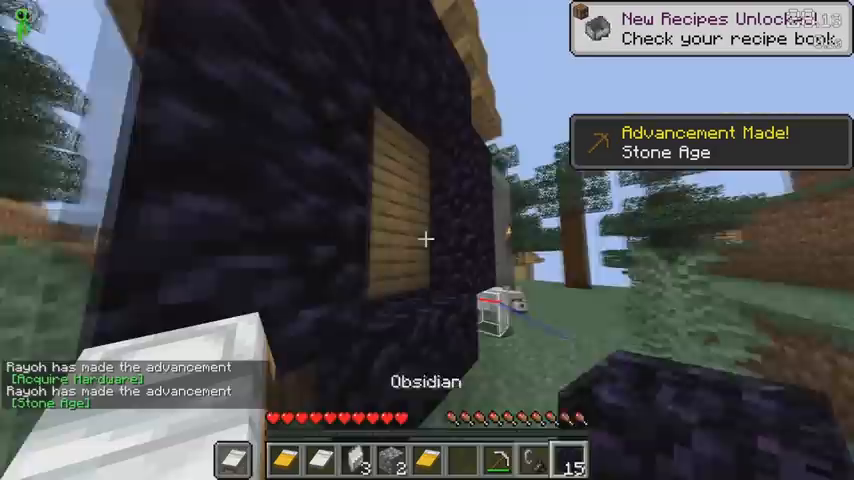 New Recipes Unlocked!
Check your recipe book
Advancement Made!
Stone Age
Rayoh has made the advancement
[Acquire Hardware]
Rayoh has made the advancement
[Stone Age]
Obsidian
3
2
15